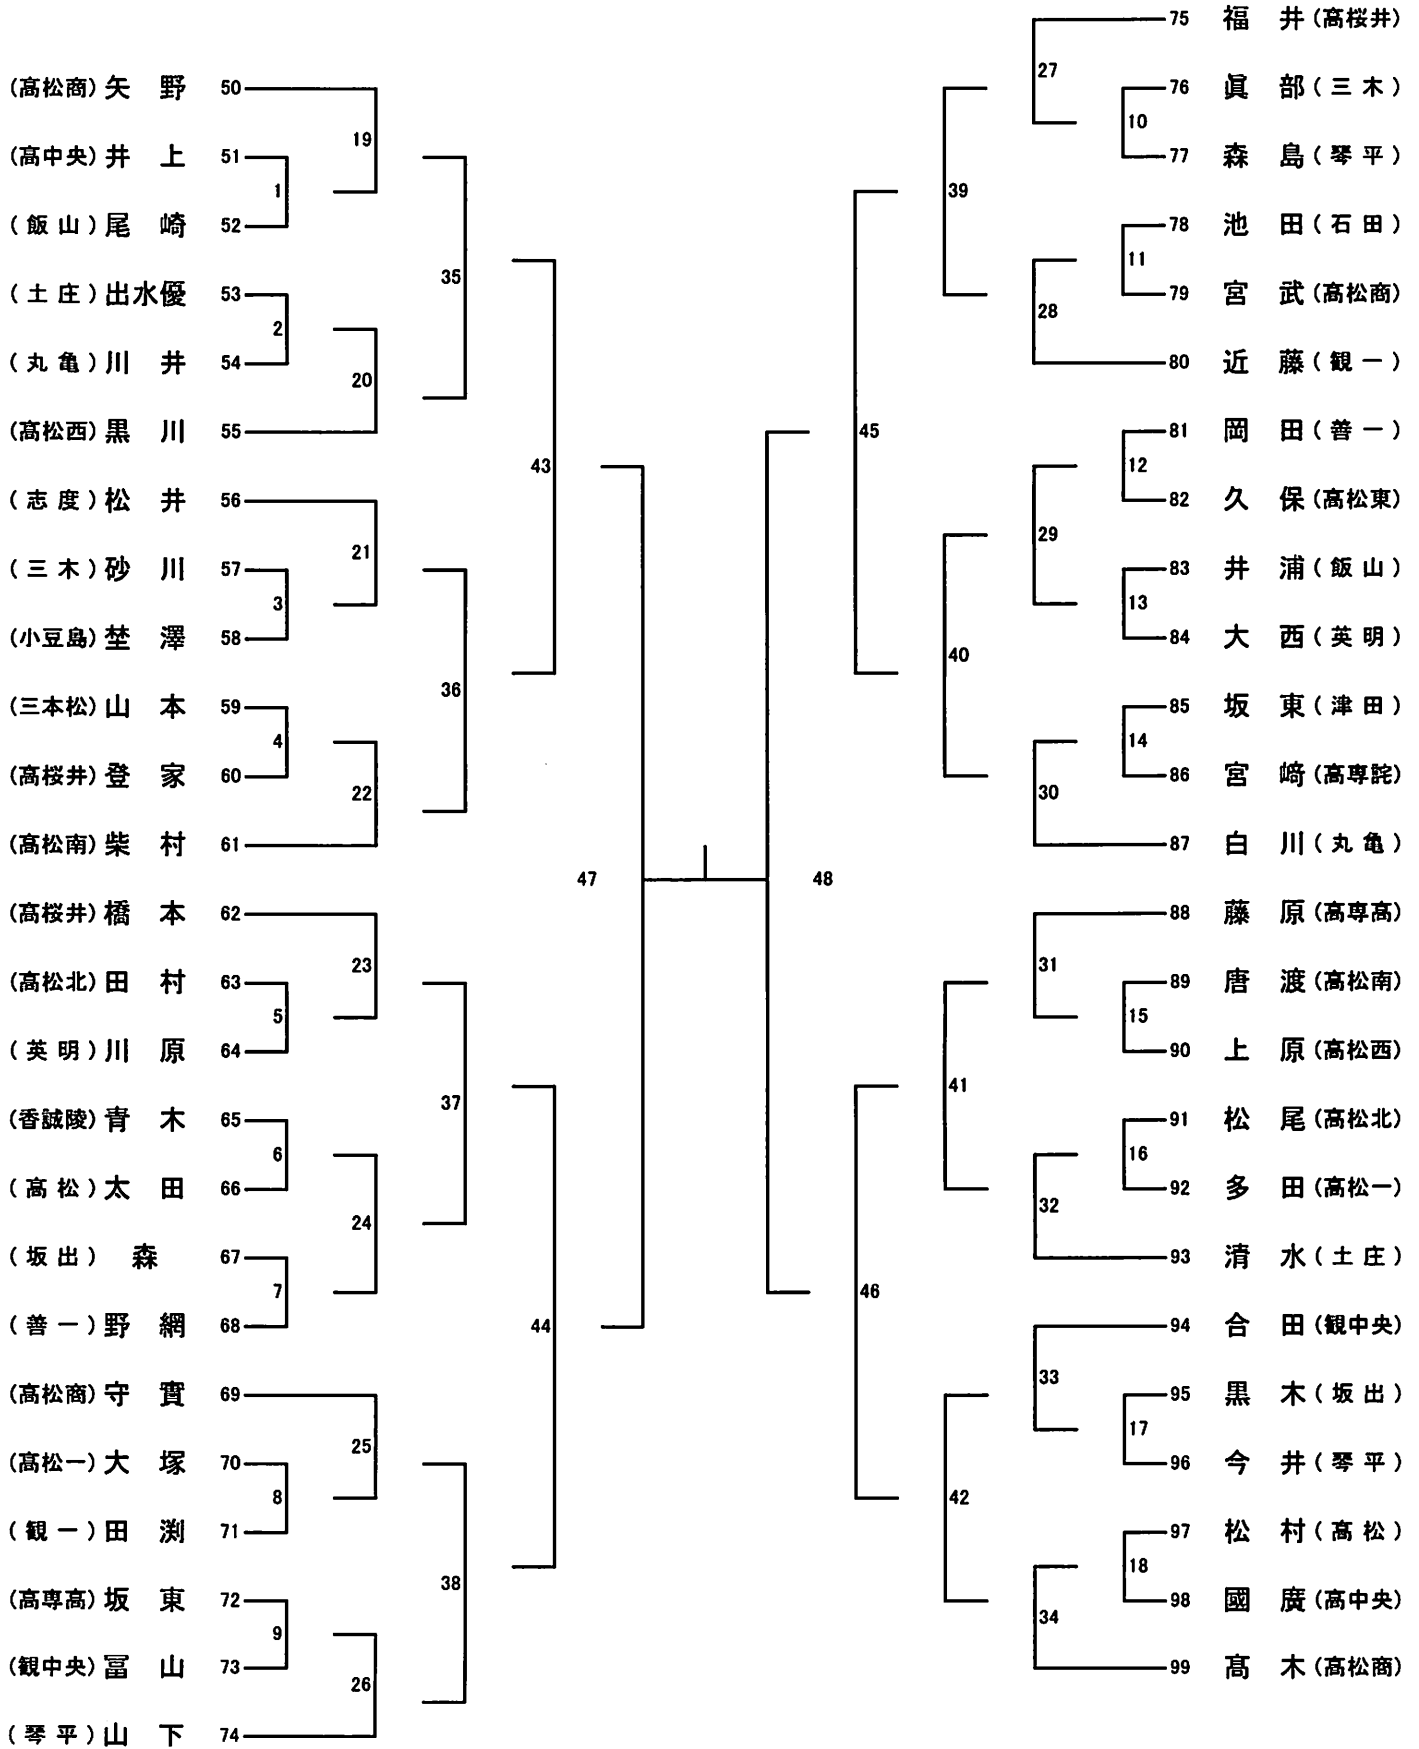 (高松商) 矢 野 50
(高中央) 井 上 51
(飯山) 尾 崎 52
(土庄) 出水優 53
(丸亀) 川 井 54
(高松西) 黒 川 55
(志度) 松 井 56
(三木) 砂 川 57
(小豆島) 埜 澤 58
(三本松) 山 本 59
(高桜井) 登 家 60
(高松南) 柴 村 61
(高桜井) 橋 本 62
(高松北) 田 村 63
(英明) 川 原 64
(香誠陵) 青 木 65
(高松) 太 田 66
(坂出) 森 67
(善一) 野 網 68
(高松商) 守 實 69
(高松一) 大 塚 70
(観一) 田 渕 71
(高専高) 坂 東 72
(観中央) 冨 山 73
(琴平) 山 下 74
1
2
3
4
5
6
7
8
9
19
20
21
22
23
24
25
26
35
36
37
38
43
44
47
48
45
46
39
40
41
42
27
28
29
30
31
32
33
34
10
11
12
13
14
15
16
17
18
75 福 井 (高桜井)
76 眞 部 (三木)
77 森 島 (琴平)
78 池 田 (石田)
79 宮 武 (高松商)
80 近 藤 (観一)
81 岡 田 (善一)
82 久 保 (高松東)
83 井 浦 (飯山)
84 大 西 (英明)
85 坂 東 (津田)
86 宮 﨑 (高専詫)
87 白 川 (丸亀)
88 藤 原 (高専高)
89 唐 渡 (高松南)
90 上 原 (高松西)
91 松 尾 (高松北)
92 多 田 (高松一)
93 清 水 (土庄)
94 合 田 (観中央)
95 黒 木 (坂出)
96 今 井 (琴平)
97 松 村 (高松)
98 國 廣 (高中央)
99 髙 木 (高松商)